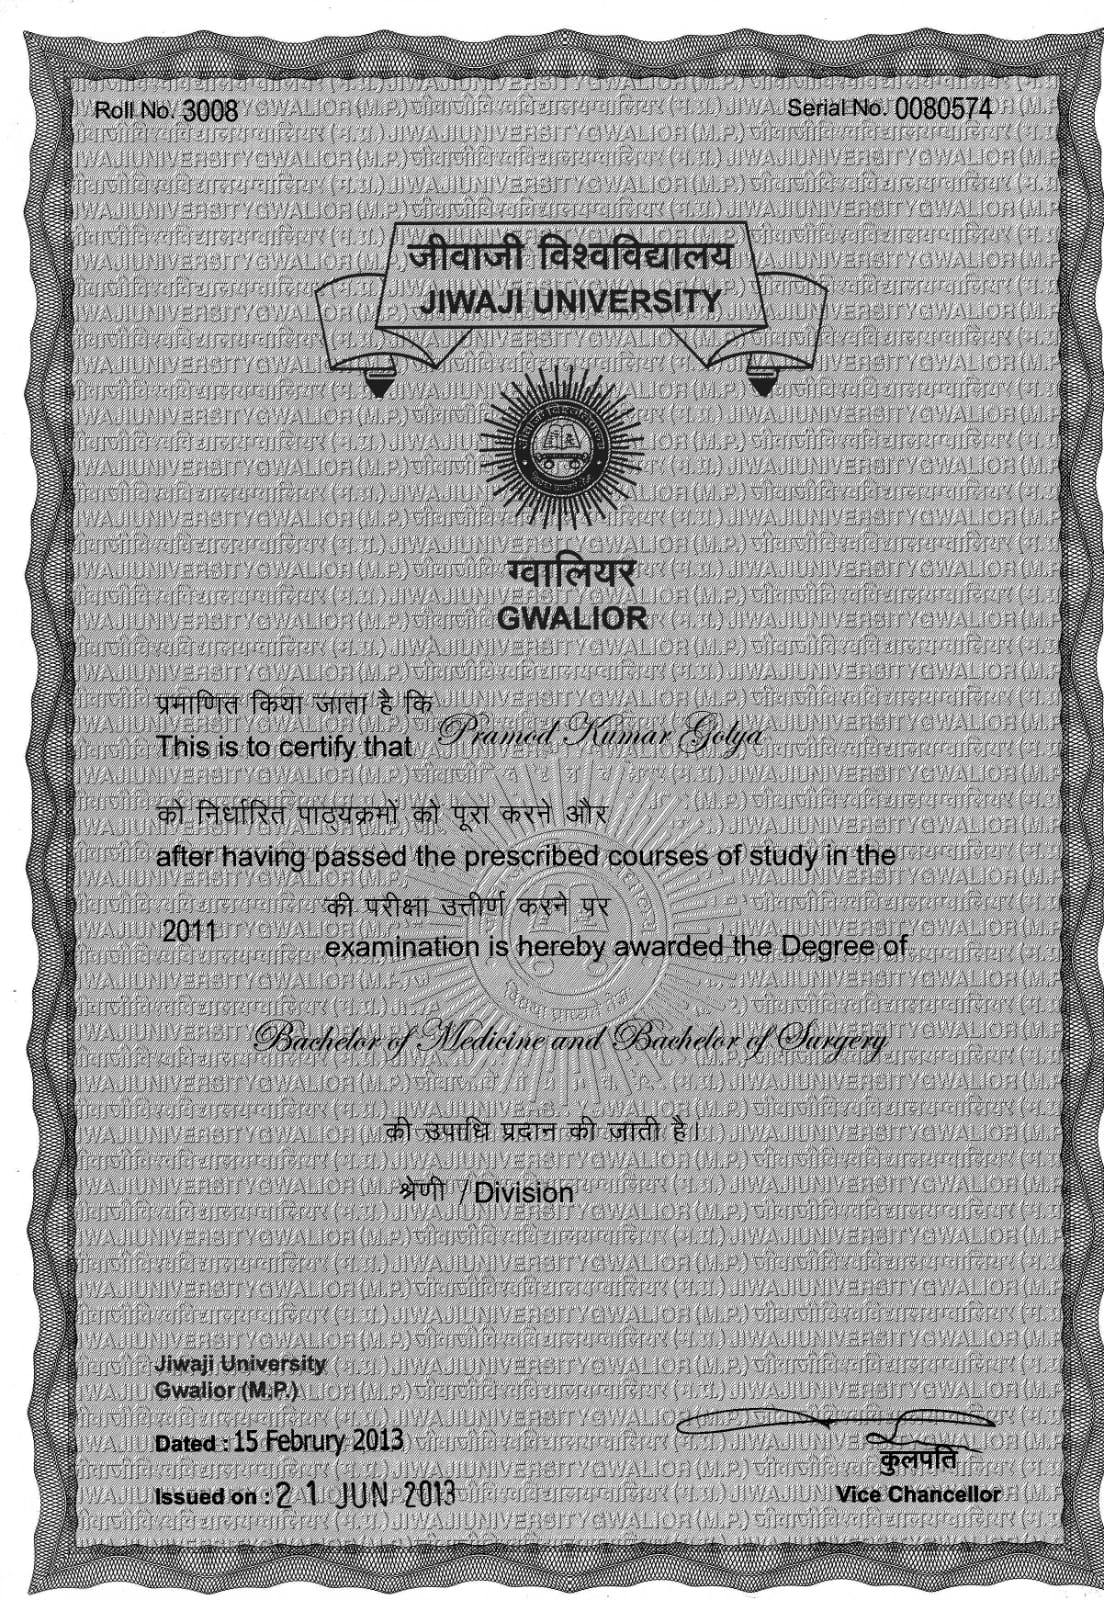 Roll No. 3008
Serial No. 0080574
जीवाजी विश्वविद्यालय
JIWAJI UNIVERSITY
ग्वालियर
GWALIOR
प्रमाणित किया जाता है कि
This is to certify that Pramod Kumar Golya
को निर्धारित पाठ्यक्रमों को पूरा करने और
after having passed the prescribed courses of study in the
की परीक्षा उत्तीर्ण करने पर
2011
examination is hereby awarded the Degree of
Bachelor of Medicine and Bachelor of Surgery
की उपाधि प्रदान की जाती है।
श्रेणी / Division
Jiwaji University
Gwalior (M.P.)
Dated : 15 Februry 2013
Issued on : 21 JUN 2013
कुलपति
Vice Chancellor